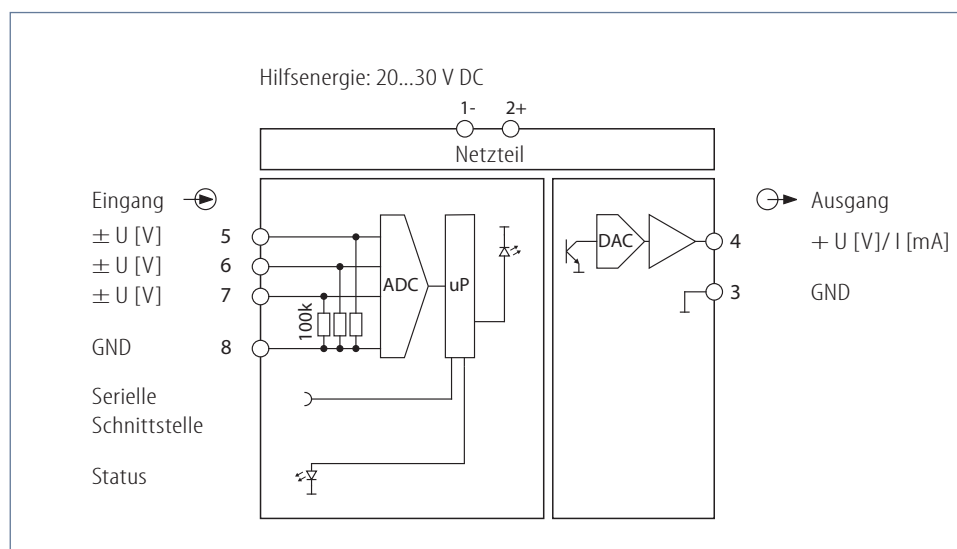 Hilfsenergie: 20...30 V DC
1- 2+
Netzteil
Eingang
Ausgang
± U [V] 5
± U [V] 6
± U [V] 7
GND 8
100k
ADC
uP
DAC
4 + U [V]/ I [mA]
3 GND
Serielle
Schnittstelle
Status